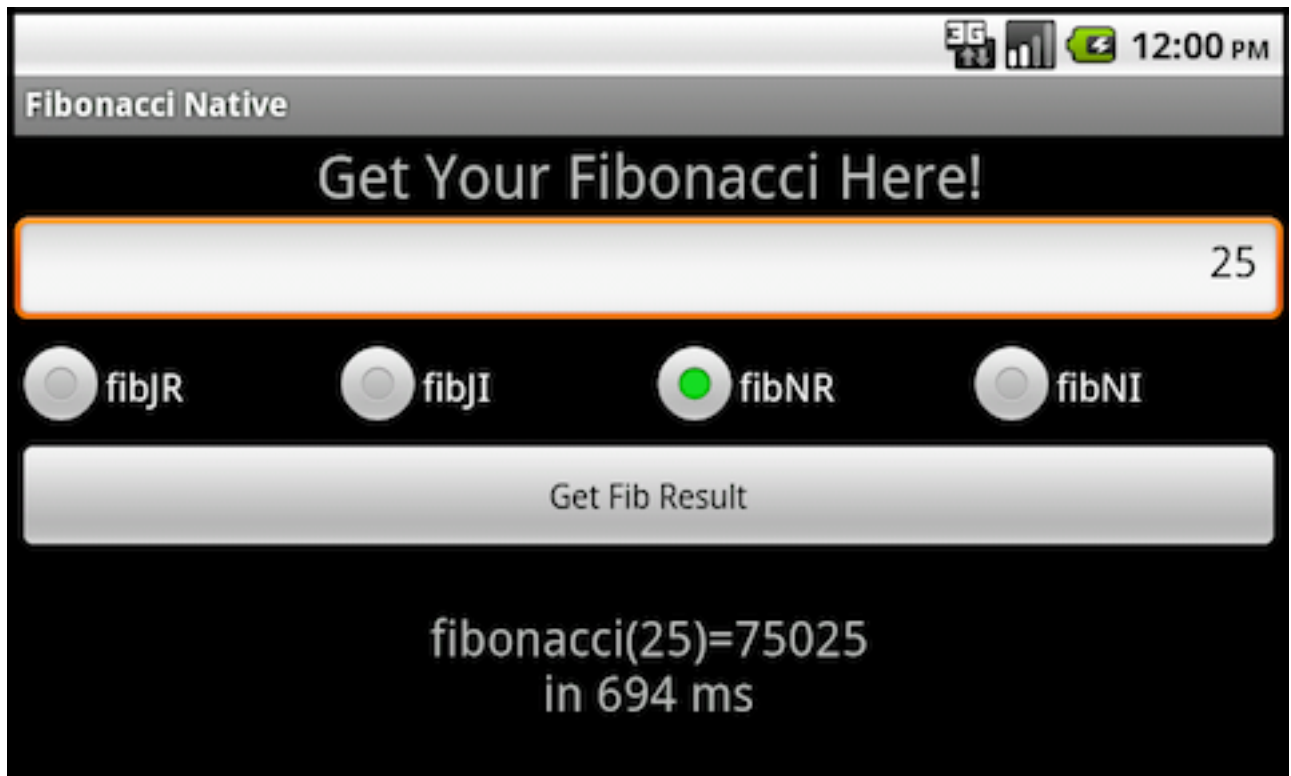 3G 12:00 PM
Fibonacci Native
Get Your Fibonacci Here!
25
fibJR fibJI fibNR fibNI
Get Fib Result
fibonacci(25)=75025
in 694 ms